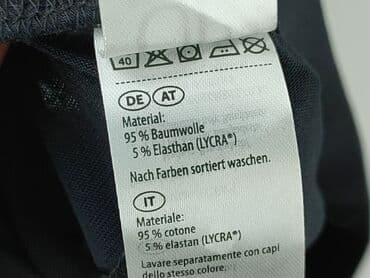 40
DE AT
Material:
95 % Baumwolle
5 % Elasthan (LYCRA®)
Nach Farben sortiert waschen.
IT
Materiale:
95 % cotone
5 % elastan (LYCRA®)
Lavare separatamente con capi
dello stesso colore.